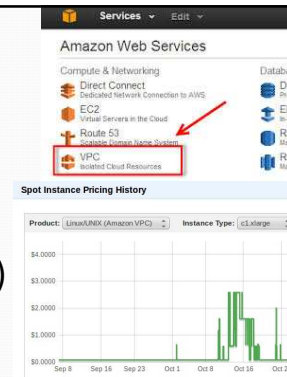 Services Edit
Amazon Web Services
Compute & Networking
Direct Connect
Dedicated Network Connection to AWS
EC2
Virtual Servers in the Cloud
Route 53
Scalable Domain Name System
VPC
Isolated Cloud Resources
Spot Instance Pricing History
Product: Linux/UNIX (Amazon VPC) Instance Type: c1.xlarge
$4.0000
$3.0000
$2.0000
$1.0000
$0.0000
Sep 8 Sep 16 Sep 23 Oct 1 Oct 8 Oct 16
)